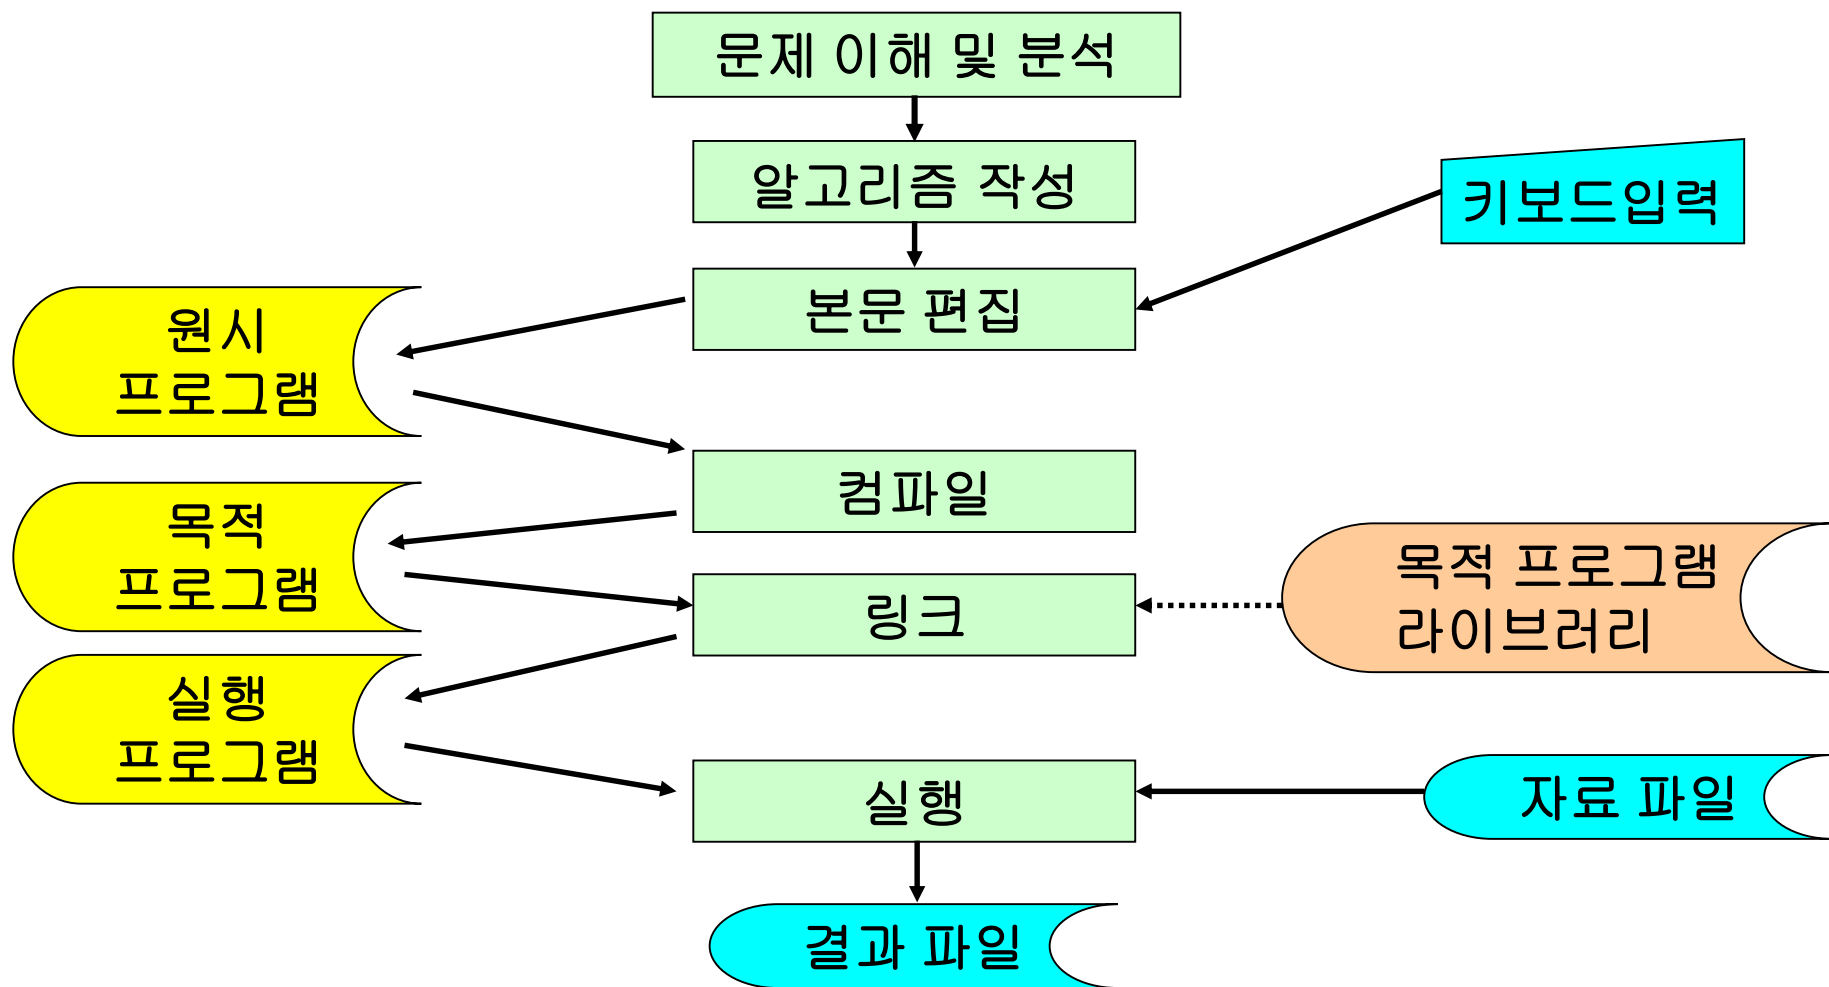 문제 이해 및 분석
알고리즘 작성
키보드입력
본문 편집
원시
프로그램
컴파일
목적
프로그램
목적 프로그램
라이브러리
링크
실행
프로그램
실행
자료 파일
결과 파일